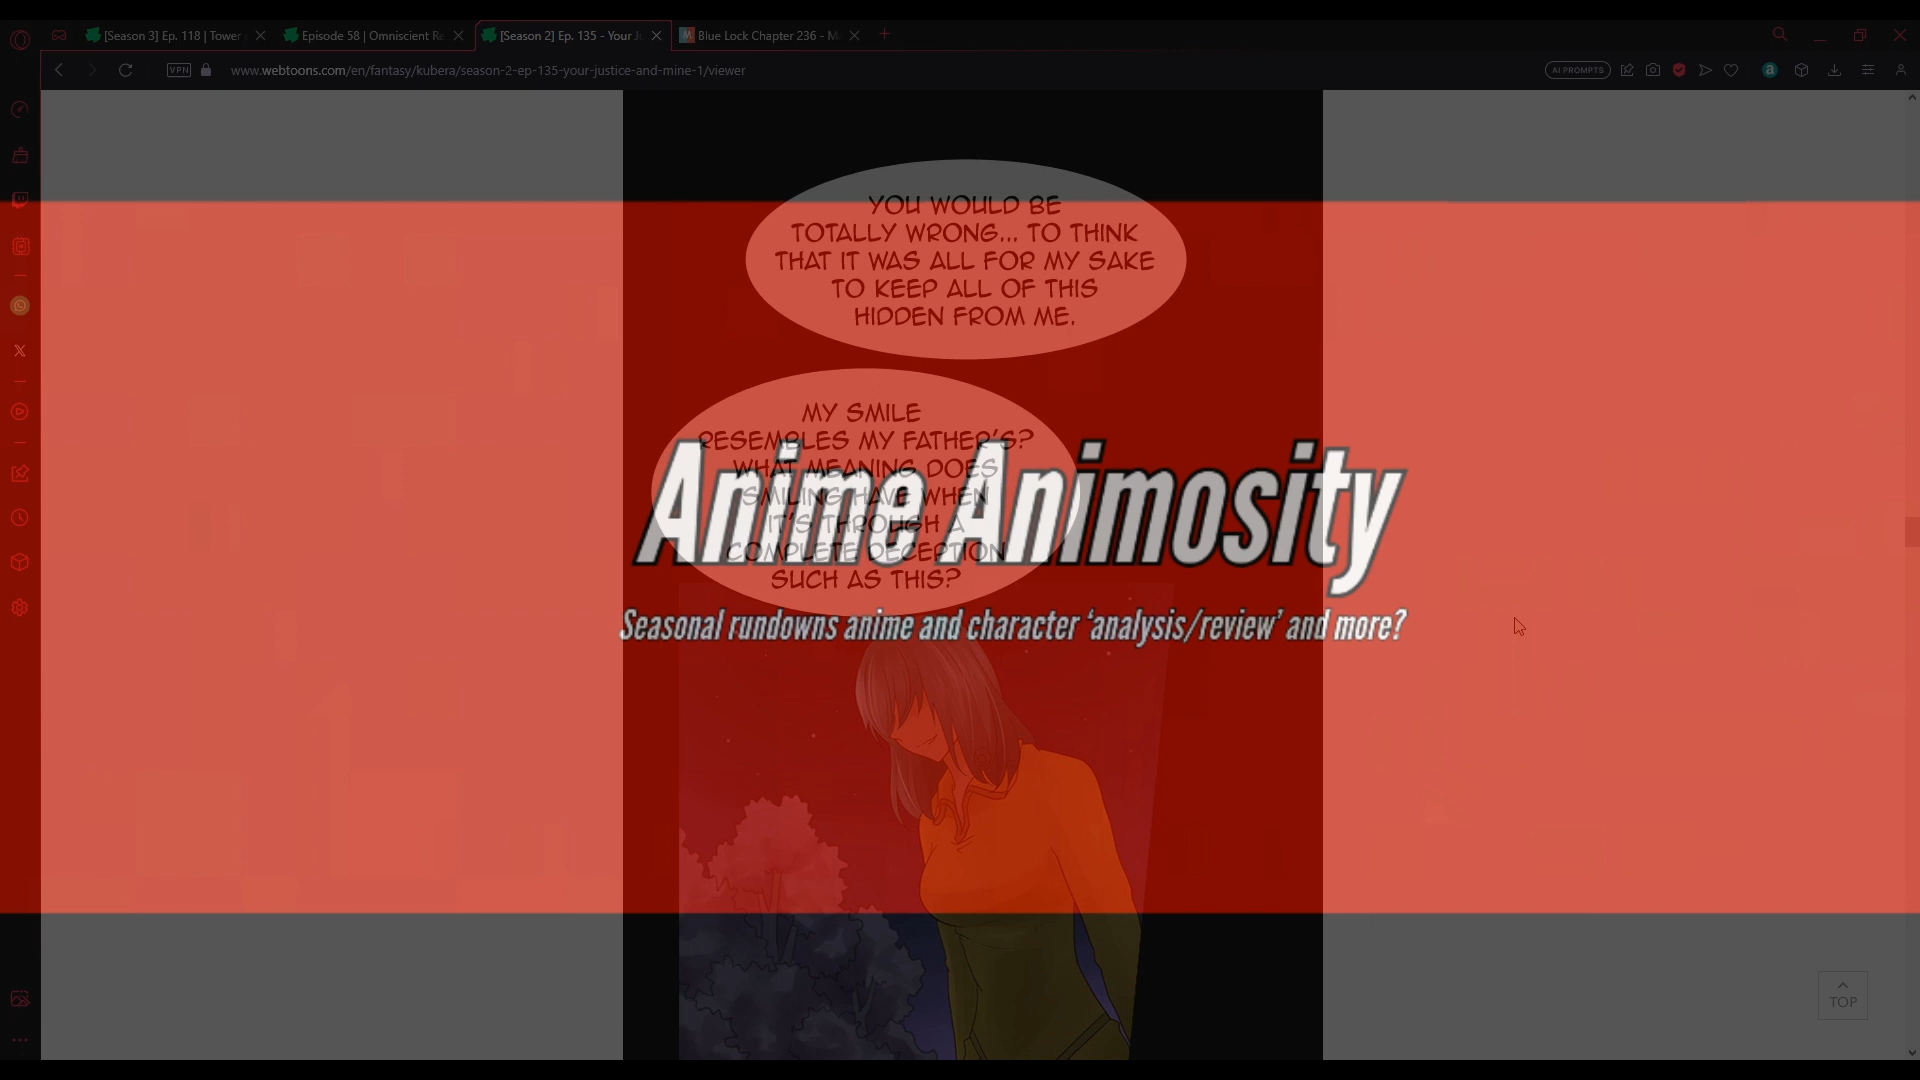 [Season 3] Ep. 118 | Tower
Episode 58 | Omniscient Re
[Season 2] Ep. 135 - Your J
Blue Lock Chapter 236 - M
VPN
www.webtoons.com/en/fantasy/kubera/season-2-ep-135-your-justice-and-mine-1/viewer
AI PROMPTS
YOU WOULD BE
TOTALLY WRONG... TO THINK
THAT IT WAS ALL FOR MY SAKE
TO KEEP ALL OF THIS
HIDDEN FROM ME.
MY SMILE
RESEMBLES MY FATHER'S?
WHAT MEANING DOES
SMILING HAVE WHEN
IT'S THROUGH A
COMPLETE DECEPTION
SUCH AS THIS?
Anime Animosity
Seasonal rundowns anime and character 'analysis/review' and more?
TOP